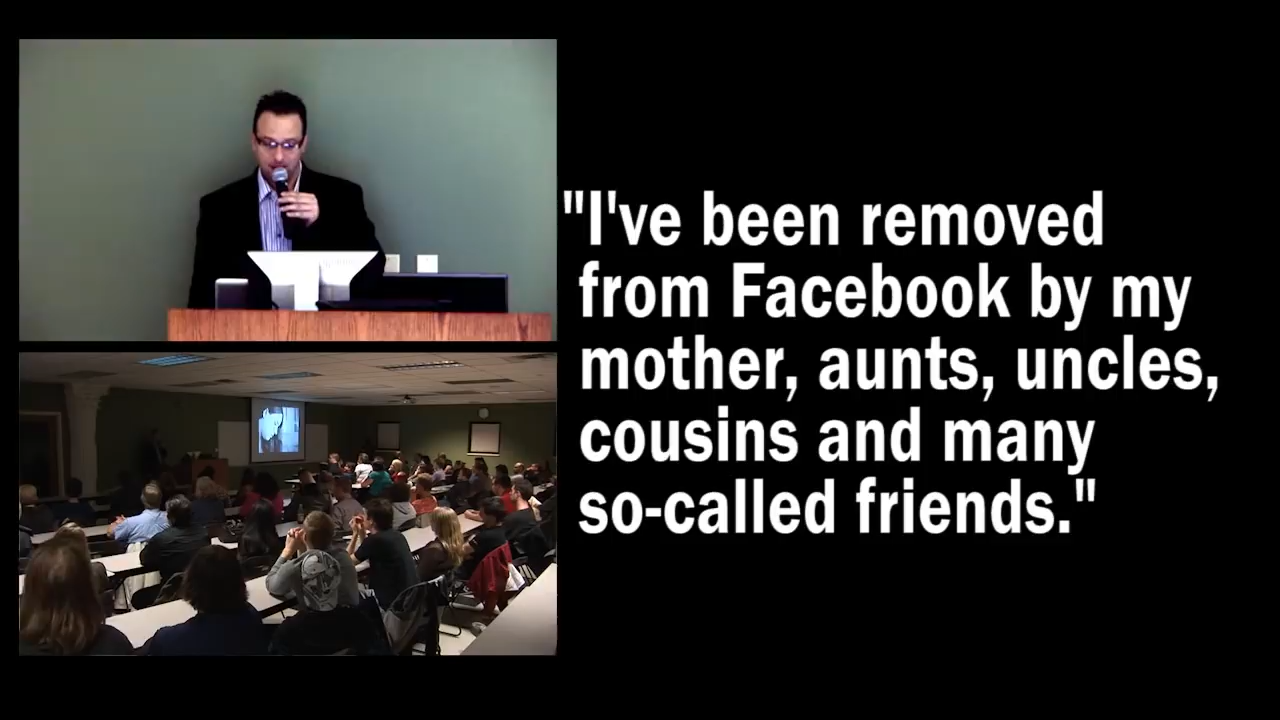 "I've been removed
from Facebook by my
mother, aunts, uncles,
cousins and many
so-called friends."